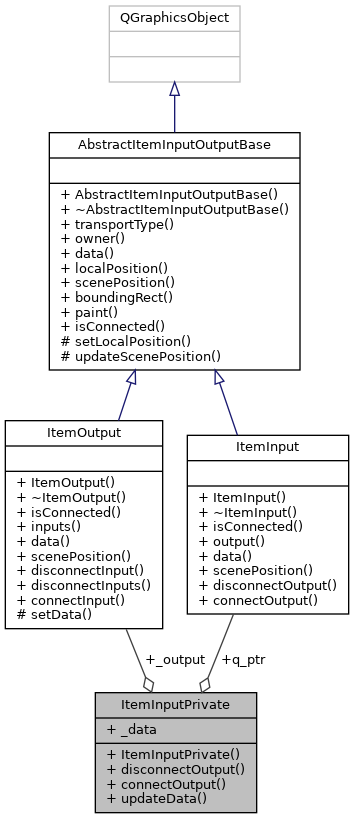 QGraphicsObject
AbstractItemInputOutputBase
+ AbstractItemInputOutputBase()
+ ~AbstractItemInputOutputBase()
+ transportType()
+ owner()
+ data()
+ localPosition()
+ scenePosition()
+ boundingRect()
+ paint()
+ isConnected()
# setLocalPosition()
# updateScenePosition()
ItemOutput
+ ItemOutput()
+ ~ItemOutput()
+ isConnected()
+ inputs()
+ data()
+ scenePosition()
+ disconnectInput()
+ disconnectInputs()
+ connectInput()
# setData()
ItemInput
+ ItemInput()
+ ~ItemInput()
+ isConnected()
+ output()
+ data()
+ scenePosition()
+ disconnectOutput()
+ connectOutput()
+_output
+q_ptr
ItemInputPrivate
+ _data
+ ItemInputPrivate()
+ disconnectOutput()
+ connectOutput()
+ updateData()